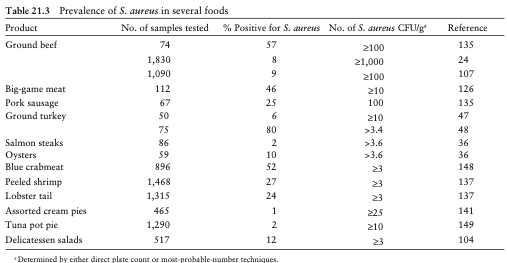 Table 21.3 Prevalence of S. aureus in several foods
Product No. of samples tested % Positive for S. aureus No. of S. aureus CFU/gᵃ Reference
Ground beef 74 57 ≥100 135
1,830 8 ≥1,000 24
1,090 9 ≥100 107
Big-game meat 112 46 ≥10 126
Pork sausage 67 25 100 135
Ground turkey 50 6 ≥10 47
75 80 >3.4 48
Salmon steaks 86 2 >3.6 36
Oysters 59 10 >3.6 36
Blue crabmeat 896 52 ≥3 148
Peeled shrimp 1,468 27 ≥3 137
Lobster tail 1,315 24 ≥3 137
Assorted cream pies 465 1 ≥25 141
Tuna pot pie 1,290 2 ≥10 149
Delicatessen salads 517 12 ≥3 104
ᵃDetermined by either direct plate count or most-probable-number techniques.